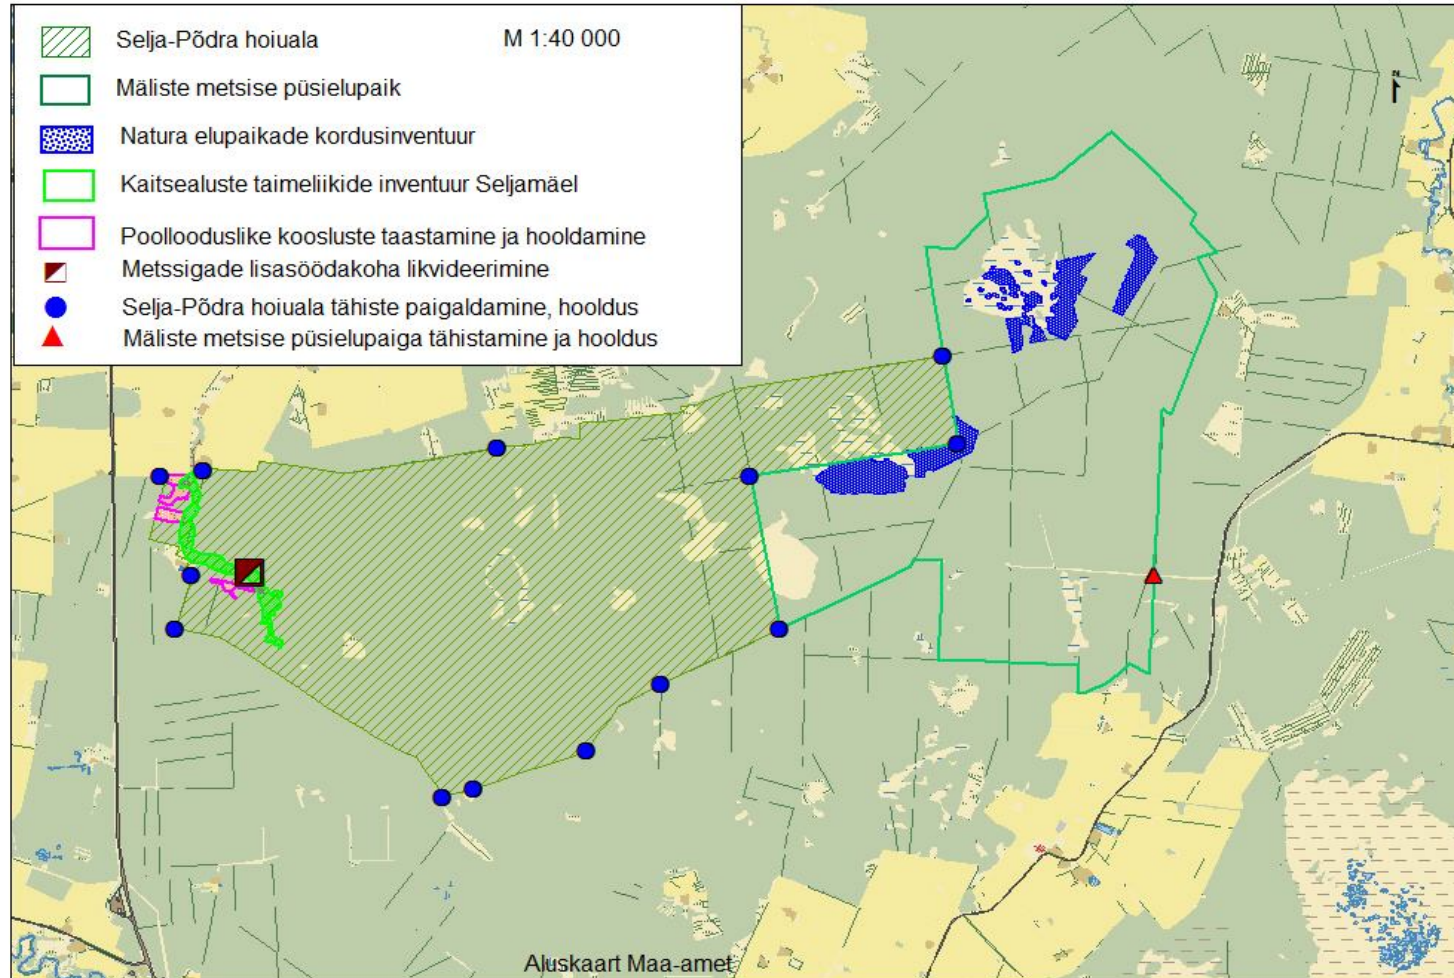 Selja-Põdra hoiuala M 1:40 000
Mäliste metsise püsielupaik
Natura elupaikade kordusinventuur
Kaitsealuste taimeliikide inventuur Seljamäel
Poollooduslike koosluste taastamine ja hooldamine
Metssigade lisasöödakoha likvideerimine
Selja-Põdra hoiuala tähiste paigaldamine, hooldus
Mäliste metsise püsielupaiga tähistamine ja hooldus
Aluskaart Maa-amet